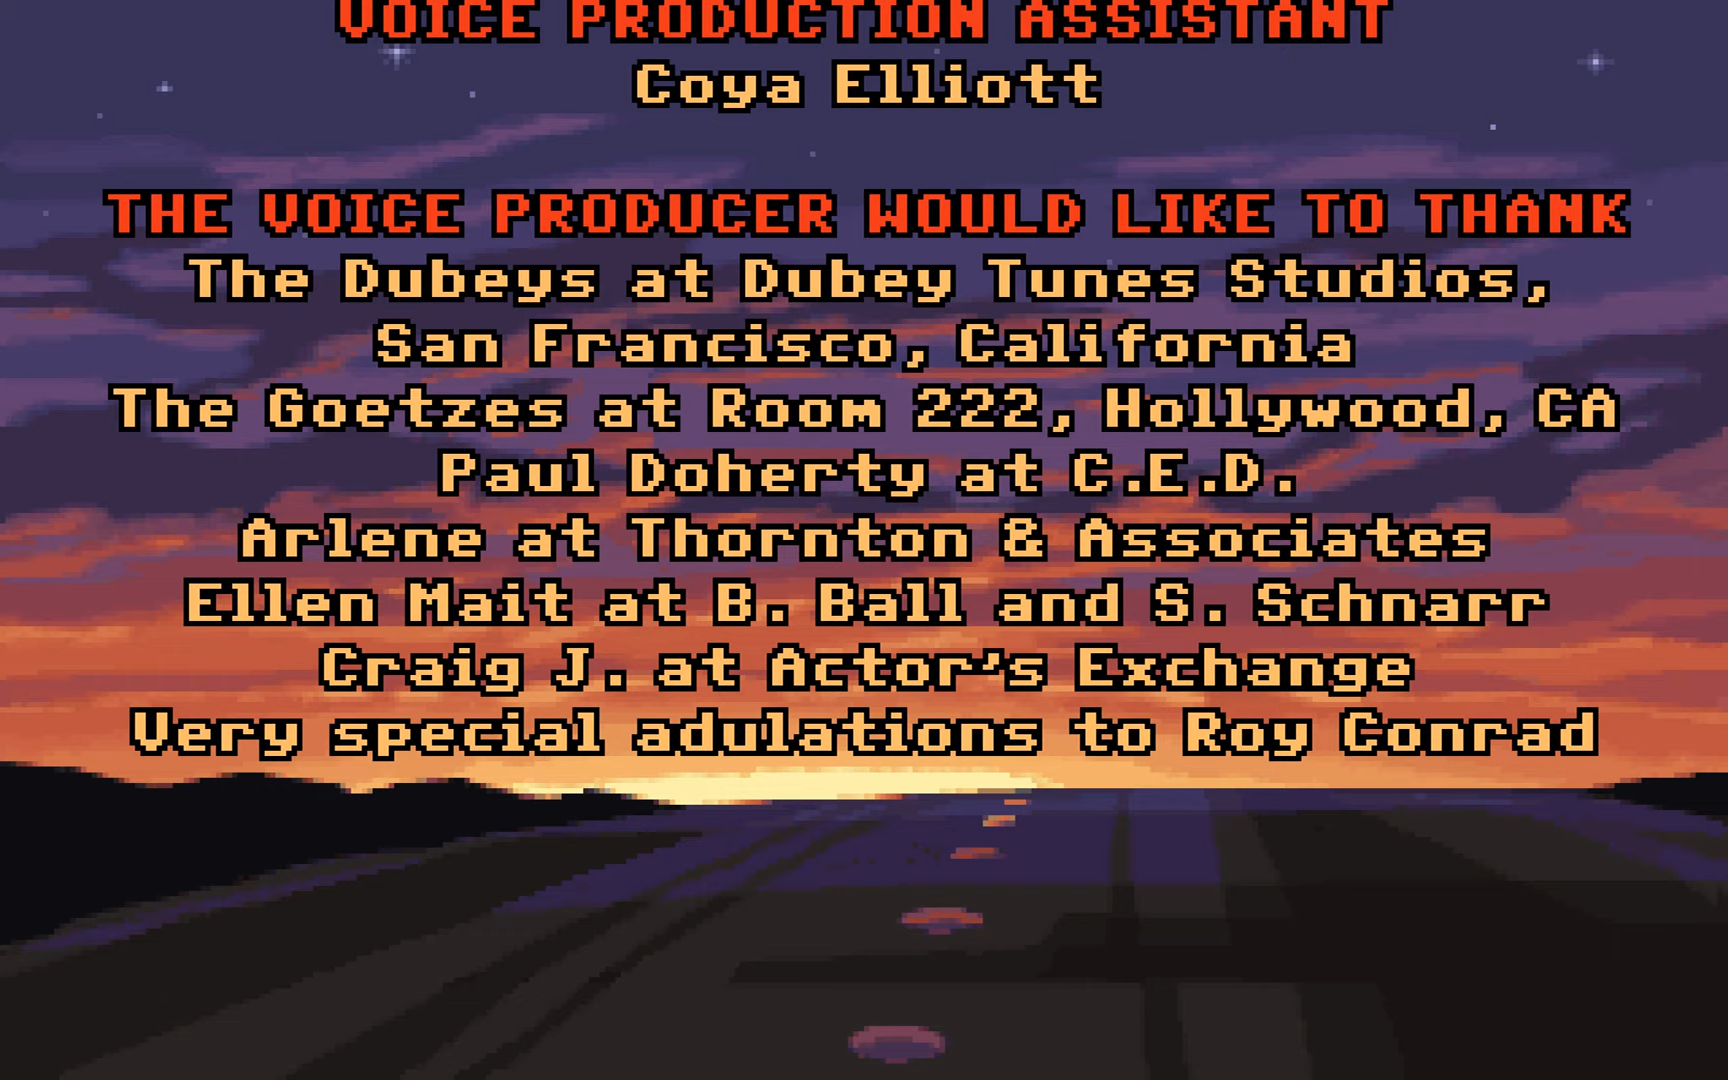 VOICE PRODUCTION ASSISTANT
Coya Elliott
THE VOICE PRODUCER WOULD LIKE TO THANK
The Dubeys at Dubey Tunes Studios,
San Francisco, California
The Goetzes at Room 222, Hollywood, CA
Paul Doherty at C.E.D.
Arlene at Thornton & Associates
Ellen Mait at B. Ball and S. Schnarr
Craig J. at Actor's Exchange
Very special adulations to Roy Conrad